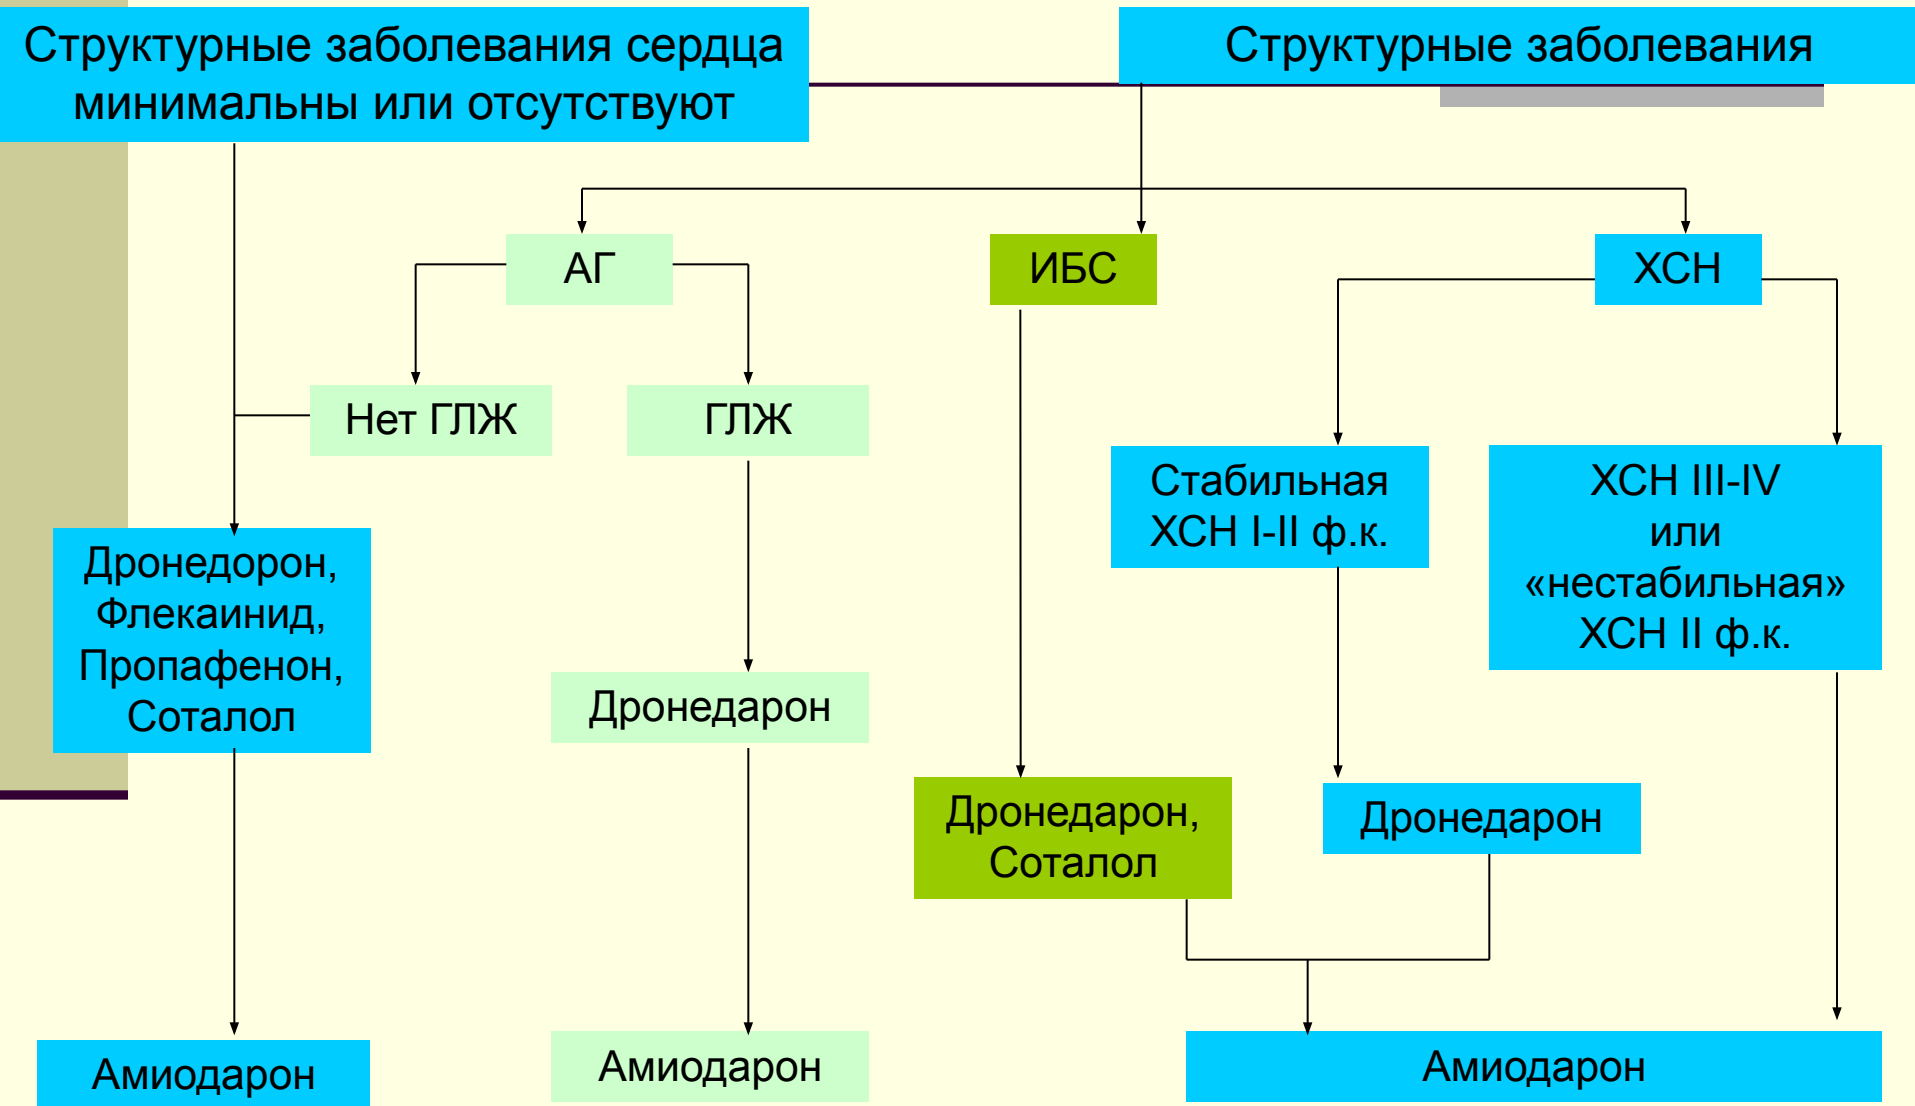 Структурные заболевания сердца
минимальны или отсутствуют
Структурные заболевания
АГ
ИБС
ХСН
Нет ГЛЖ
ГЛЖ
Стабильная
ХСН I-II ф.к.
ХСН III-IV
или
«нестабильная»
ХСН II ф.к.
Дронедорон,
Флекаинид,
Пропафенон,
Соталол
Дронедарон
Дронедарон,
Соталол
Дронедарон
Амиодарон
Амиодарон
Амиодарон